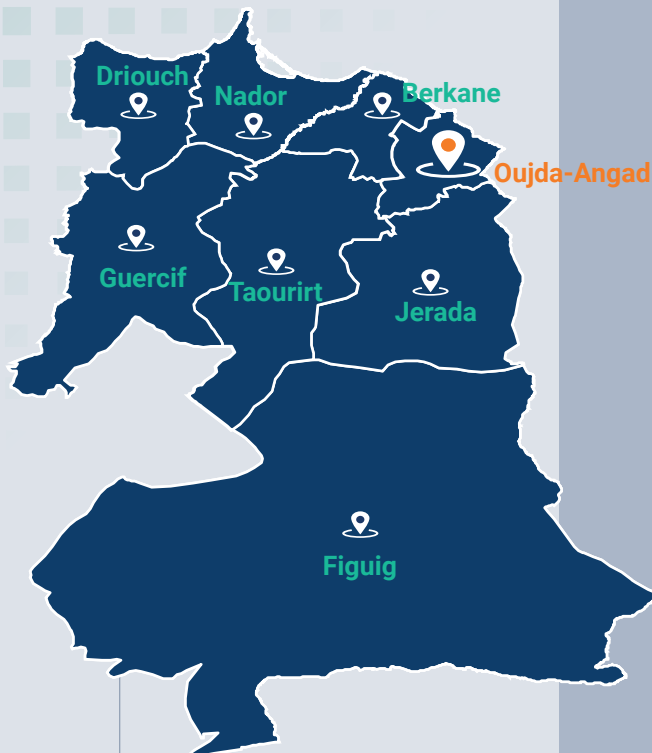 Driouch
Nador
Berkane
Oujda-Angad
Guercif
Taourirt
Jerada
Figuig